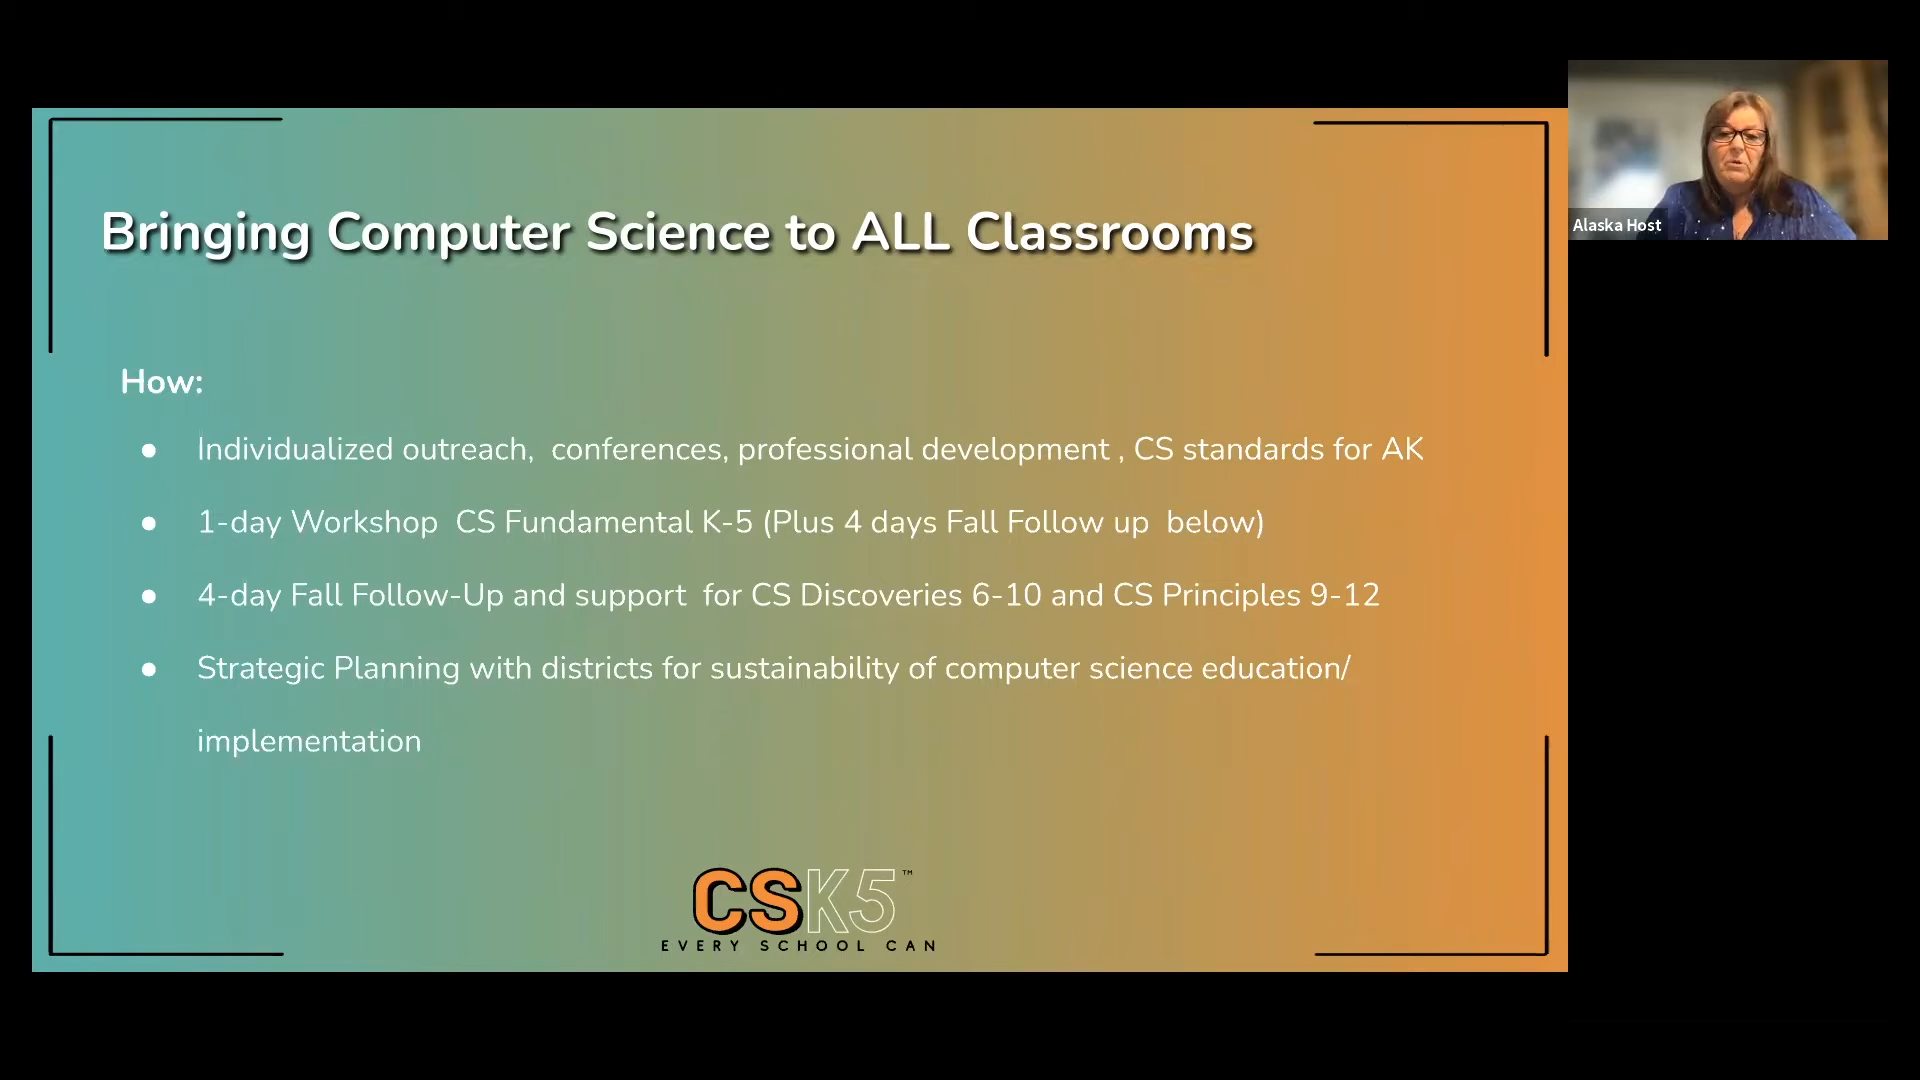 Bringing Computer Science to ALL Classrooms
How:
● Individualized outreach,  conferences, professional development , CS standards for AK
● 1-day Workshop  CS Fundamental K-5 (Plus 4 days Fall Follow up  below)
● 4-day Fall Follow-Up and support  for CS Discoveries 6-10 and CS Principles 9-12
● Strategic Planning with districts for sustainability of computer science education/
implementation
CSK5™
EVERY SCHOOL CAN
Alaska Host